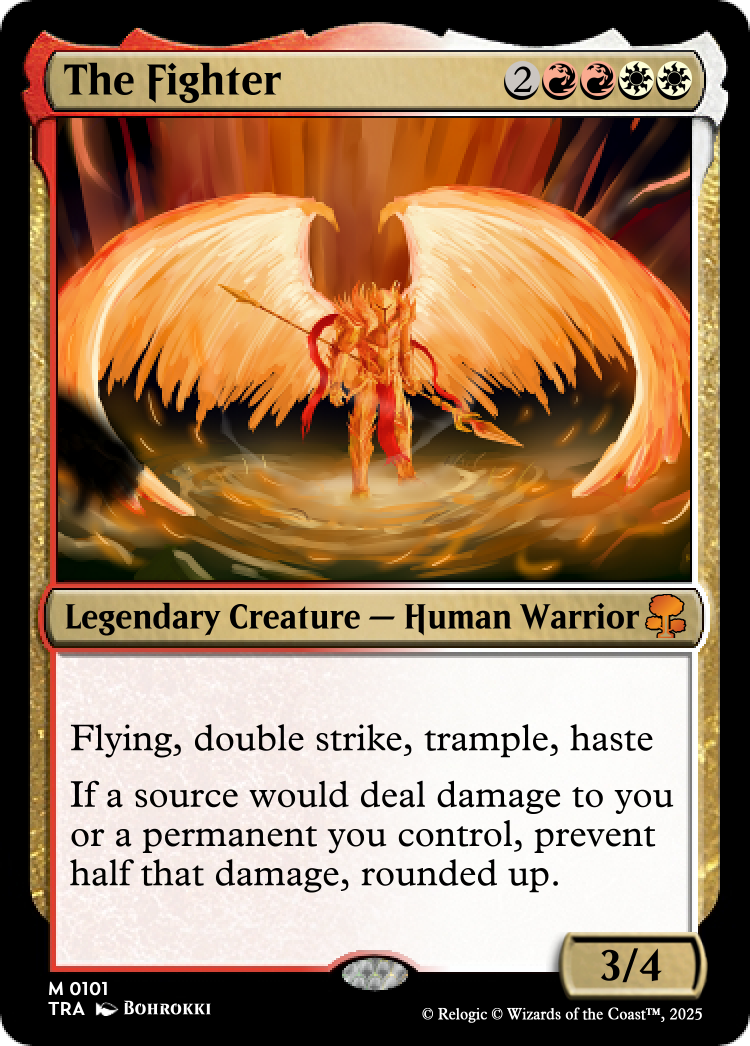 The Fighter 2
Flying, double strike, trample, haste
If a source would deal damage to you
or a permanent you control, prevent
half that damage, rounded up.
Legendary Creature — Human Warrior
3/4
M 0101
TRA BOHROKKI
© Relogic © Wizards of the Coast™, 2025